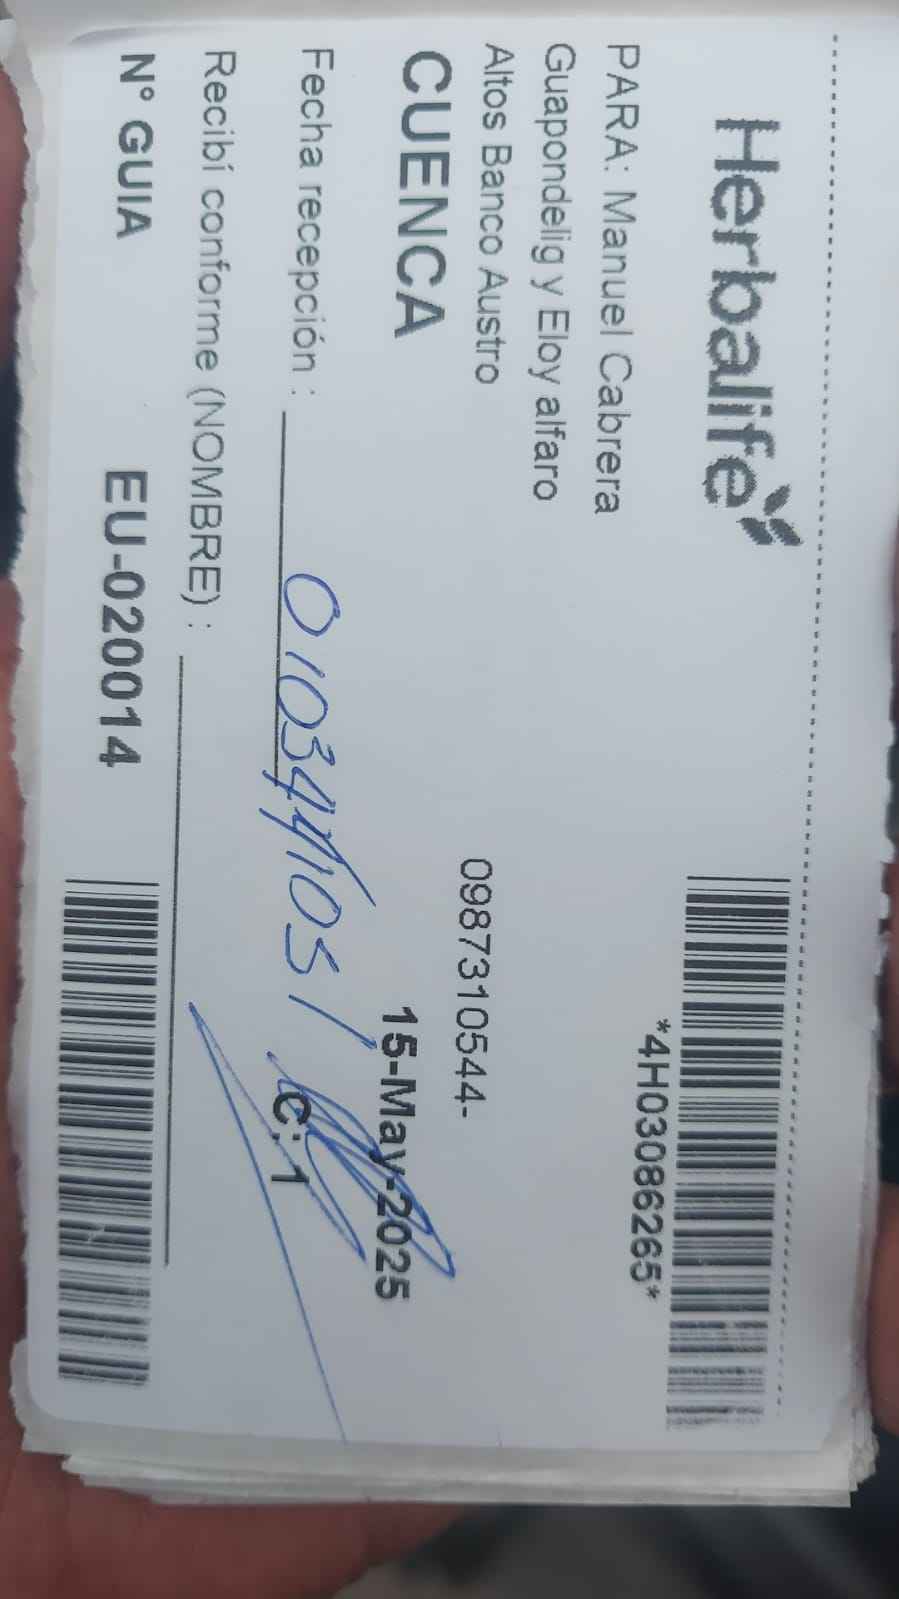 Herbalife
*4H03086265*
PARA: Manuel Cabrera
Guapondelig y Eloy alfaro
Altos Banco Austro
0987310544-
CUENCA
15-May-2025
Fecha recepción :
C: 1
Recibí conforme (NOMBRE) :
N° GUIA
EU-020014